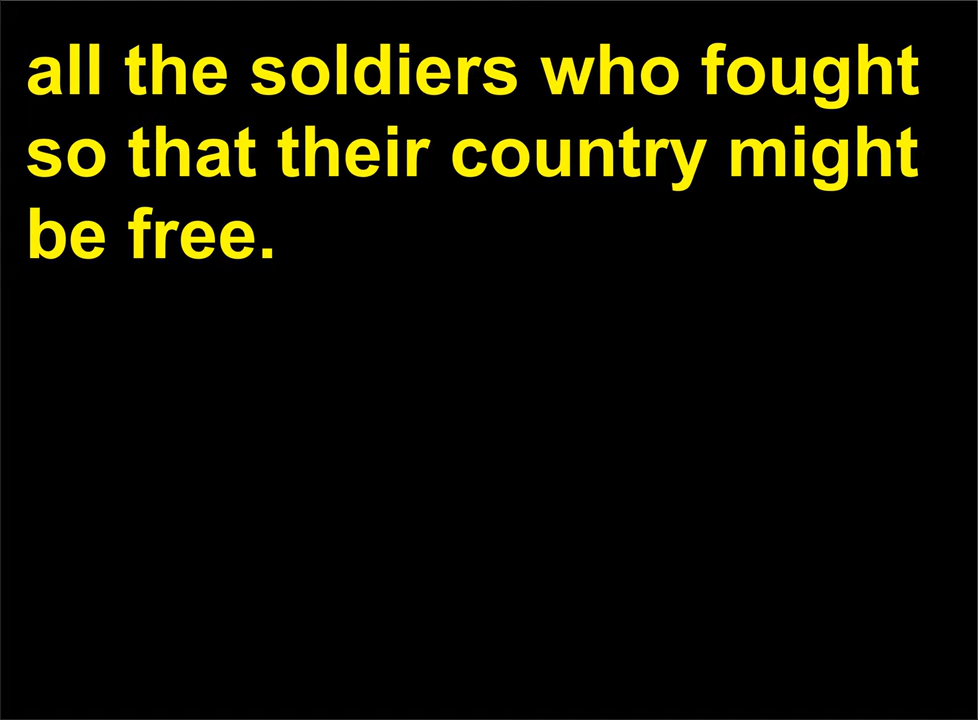 all the soldiers who fought
so that their country might
be free.